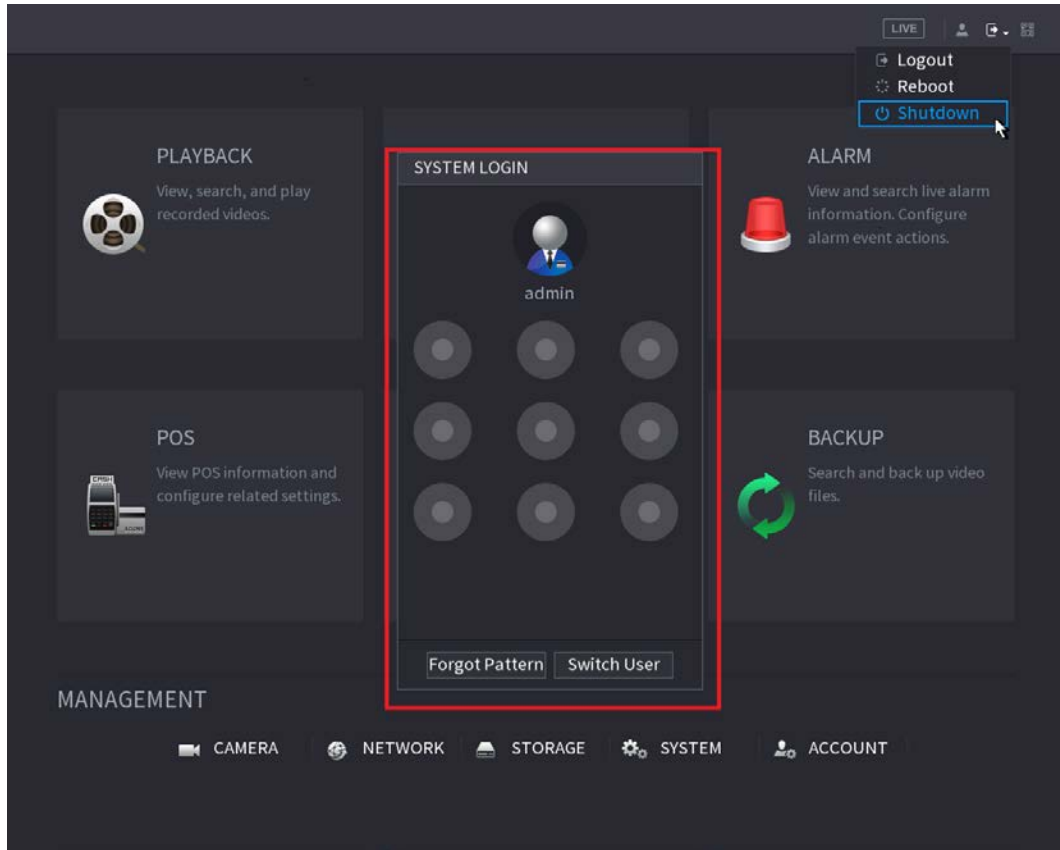 LIVE
Logout
Reboot
Shutdown
PLAYBACK
View, search, and play
recorded videos.
SYSTEM LOGIN
admin
Forgot Pattern
Switch User
ALARM
View and search live alarm
information. Configure
alarm event actions.
POS
View POS information and
configure related settings.
BACKUP
Search and back up video
files.
MANAGEMENT
CAMERA
NETWORK
STORAGE
SYSTEM
ACCOUNT